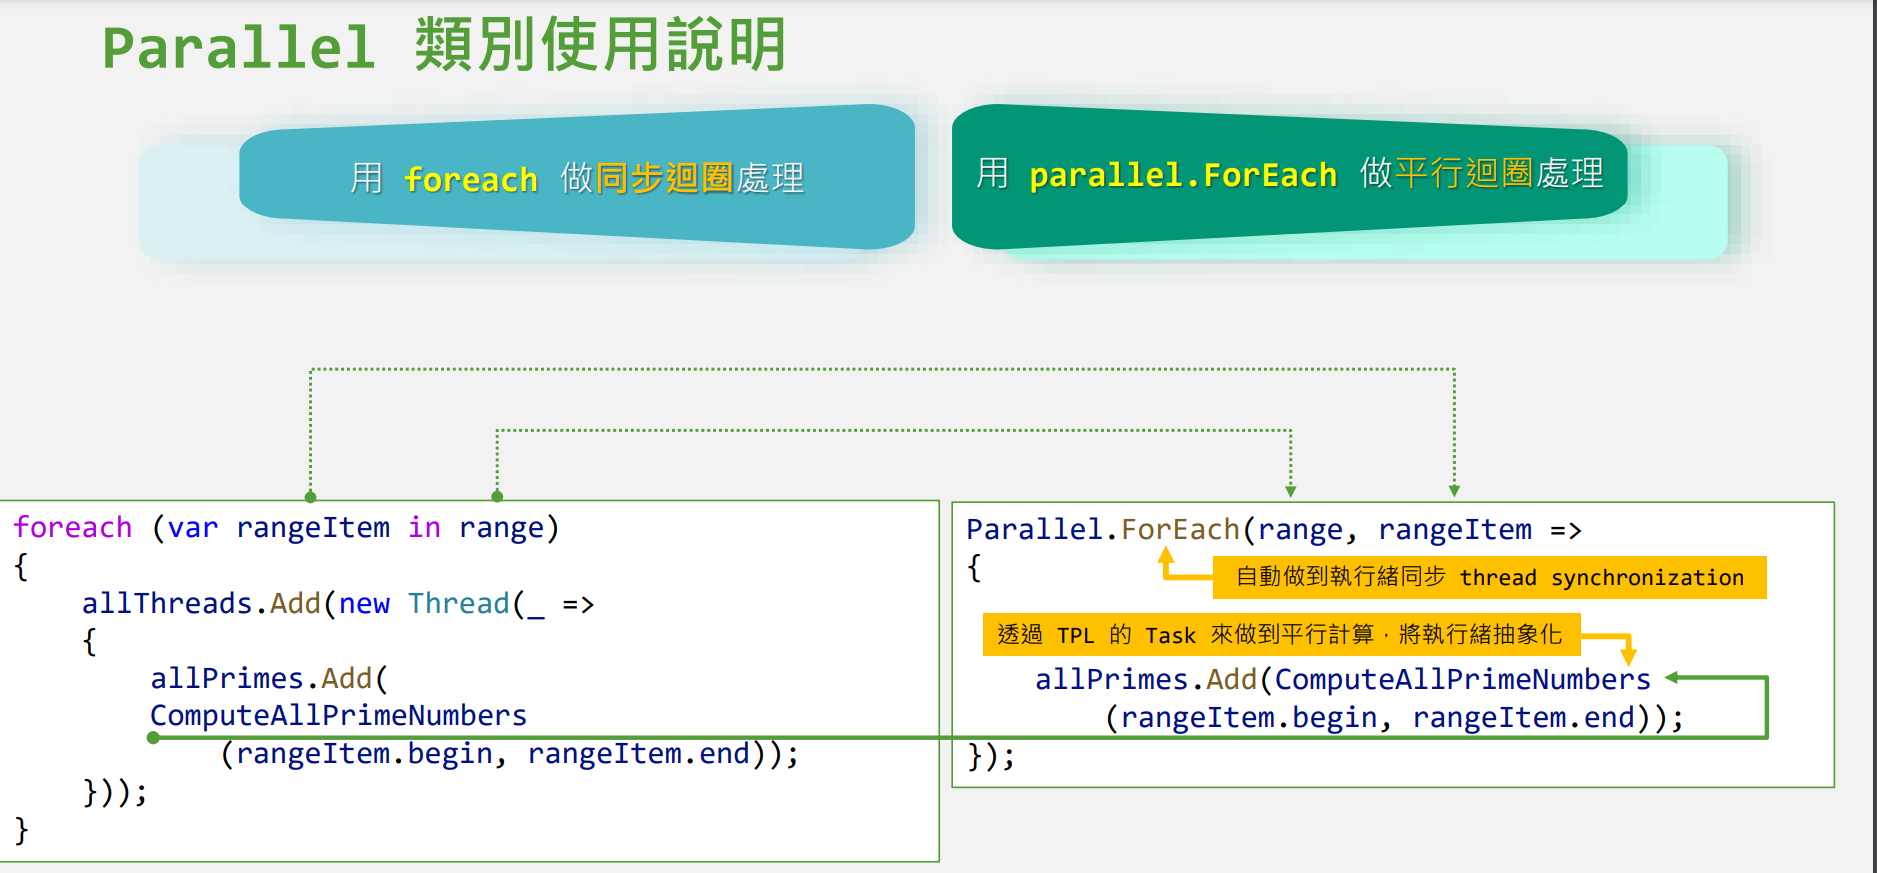 Parallel 類別使用說明
用 foreach 做同步迴圈處理
用 parallel.ForEach 做平行迴圈處理
foreach (var rangeItem in range)
{
    allThreads.Add(new Thread(_ =>
    {
        allPrimes.Add(
        ComputeAllPrimeNumbers
            (rangeItem.begin, rangeItem.end));
    }));
}
Parallel.ForEach(range, rangeItem =>
{
自動做到執行緒同步 thread synchronization
透過 TPL 的 Task 來做到平行計算，將執行緒抽象化
    allPrimes.Add(ComputeAllPrimeNumbers
        (rangeItem.begin, rangeItem.end));
});